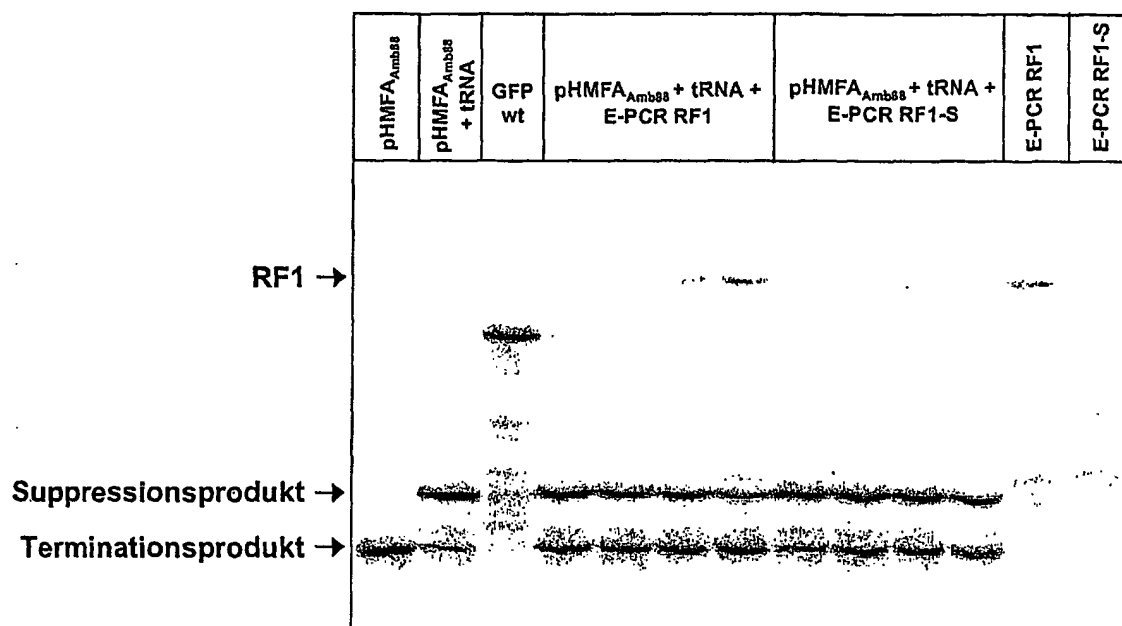 pHMFA_Amb88
pHMFA_Amb88
+ tRNA
GFP
wt
pHMFA_Amb88 + tRNA +
E-PCR RF1
pHMFA_Amb88 + tRNA +
E-PCR RF1-S
E-PCR RF1
E-PCR RF1-S
RF1 →
Suppressionsprodukt →
Terminationsprodukt →